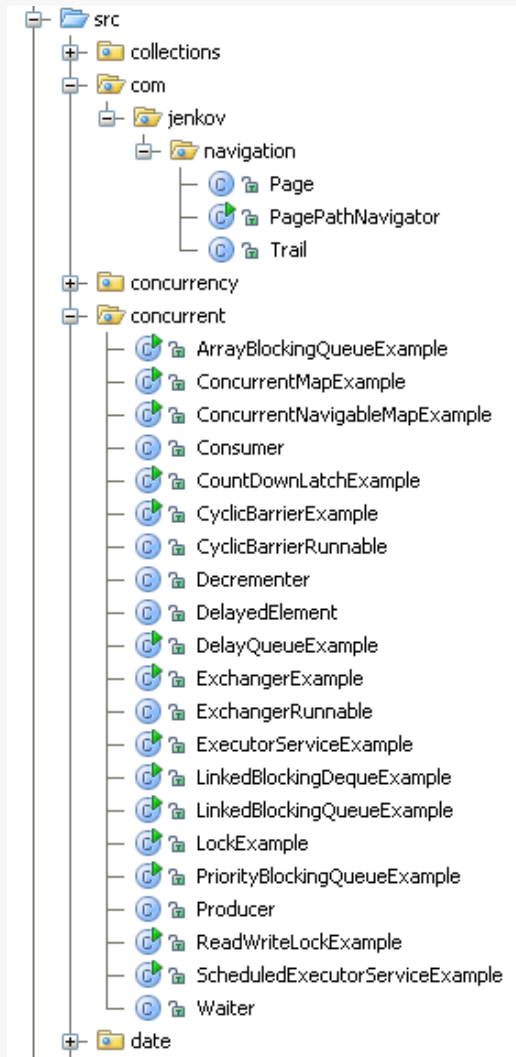 src
collections
com
jenkov
navigation
Page
PagePathNavigator
Trail
concurrency
concurrent
ArrayBlockingQueueExample
ConcurrentMapExample
ConcurrentNavigableMapExample
Consumer
CountDownLatchExample
CyclicBarrierExample
CyclicBarrierRunnable
Decrementer
DelayedElement
DelayQueueExample
ExchangerExample
ExchangerRunnable
ExecutorServiceExample
LinkedBlockingDequeExample
LinkedBlockingQueueExample
LockExample
PriorityBlockingQueueExample
Producer
ReadWriteLockExample
ScheduledExecutorServiceExample
Waiter
date